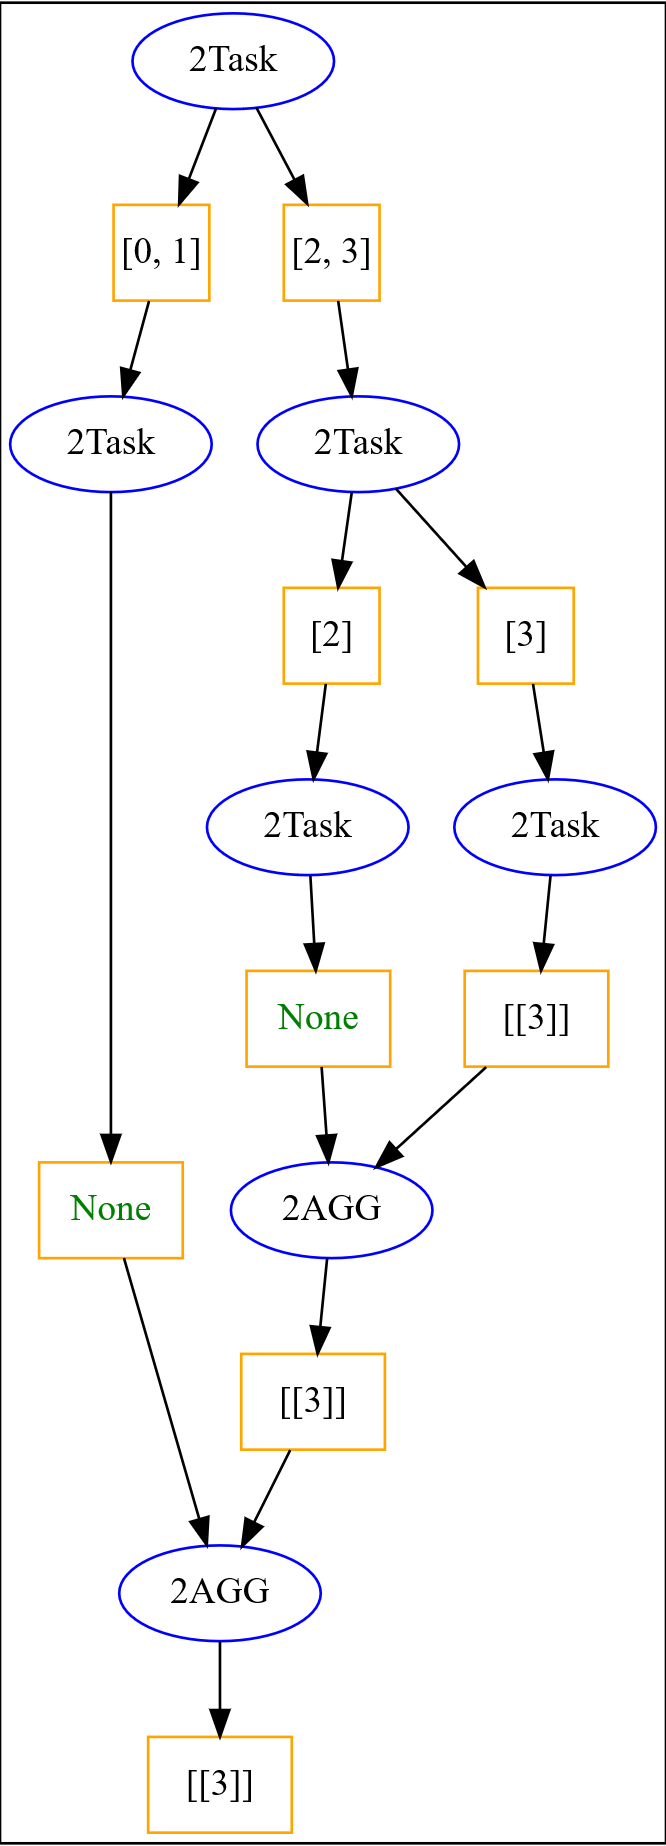 2Task
[0, 1]
[2, 3]
2Task
2Task
[2]
[3]
2Task
2Task
None
[[3]]
None
2AGG
[[3]]
2AGG
[[3]]